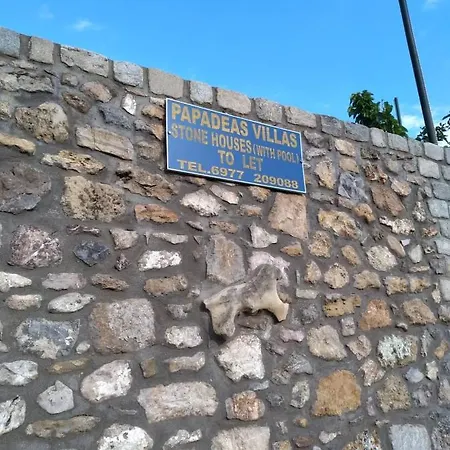 PAPADEAS VILLAS
STONE HOUSES (WITH POOL)
TO LET
TEL.6977 209088